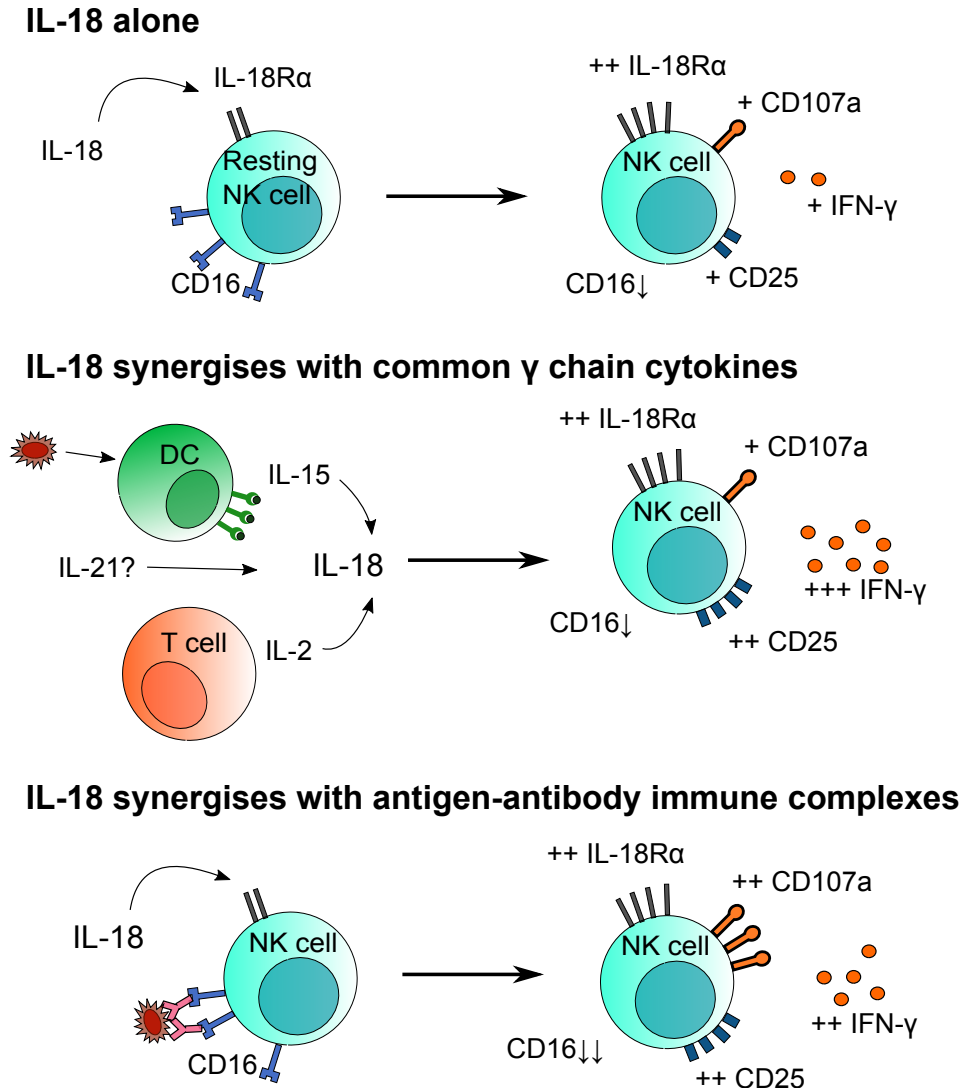 IL-18 alone
IL-18Rα
IL-18
Resting
NK cell
CD16
++ IL-18Rα
+ CD107a
NK cell
+ IFN-γ
CD16↓
+ CD25
IL-18 synergises with common γ chain cytokines
DC
IL-15
IL-21?
IL-18
T cell
IL-2
++ IL-18Rα
+ CD107a
NK cell
+++ IFN-γ
CD16↓
++ CD25
IL-18 synergises with antigen-antibody immune complexes
IL-18
NK cell
CD16
++ IL-18Rα
++ CD107a
NK cell
++ IFN-γ
CD16↓↓
++ CD25